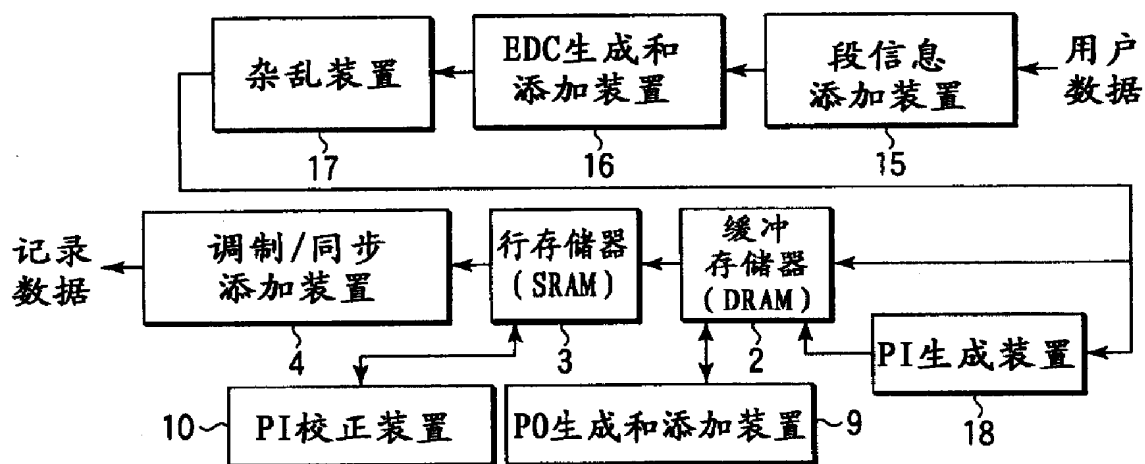 杂乱装置
17
EDC生成和
添加装置
16
段信息
添加装置
15
用户
数据
记录
数据
调制/同步
添加装置
4
行存储器
(SRAM)
3
缓冲
存储器
(DRAM)
2
PI生成装置
18
10
PI校正装置
PO生成和添加装置
9